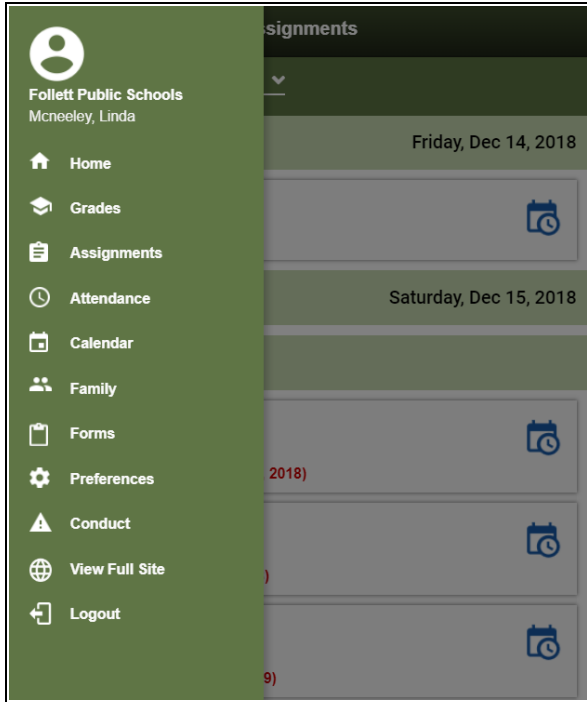 signments
Follett Public Schools
Mcneeley, Linda
Friday, Dec 14, 2018
Home
Grades
Assignments
Attendance
Saturday, Dec 15, 2018
Calendar
Family
Forms
Preferences
2018)
Conduct
View Full Site
)
Logout
9)